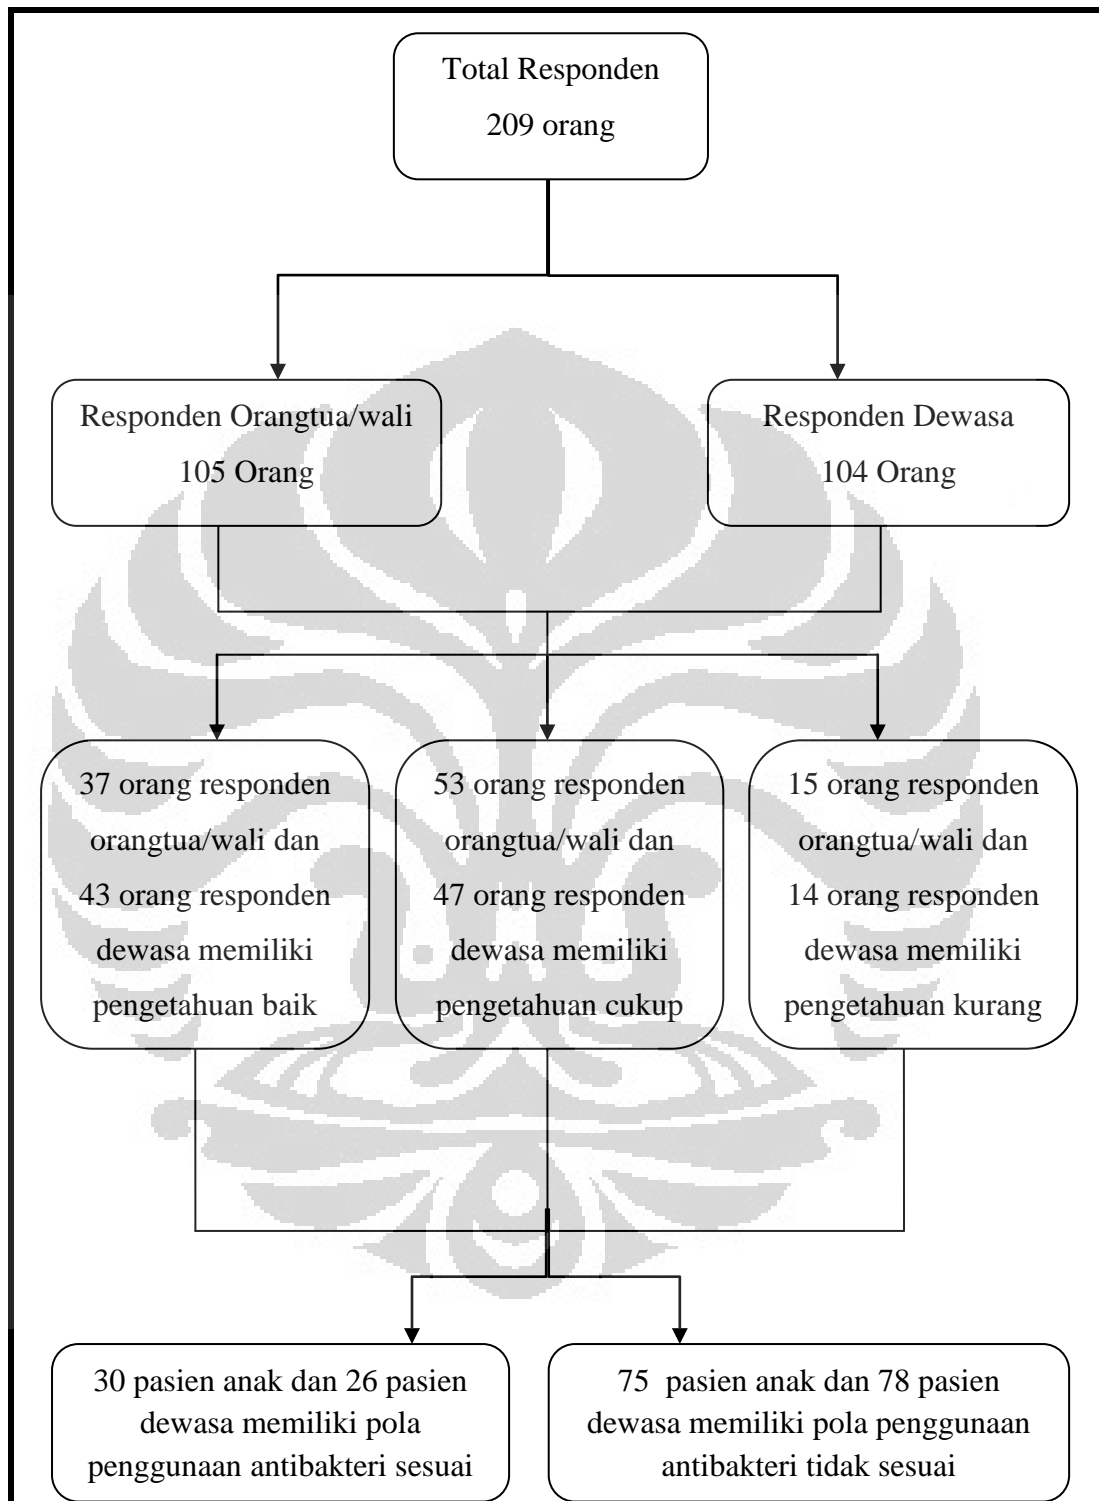 Total Responden
209 orang
Responden Orangtua/wali
105 Orang
Responden Dewasa
104 Orang
37 orang responden
orangtua/wali dan
43 orang responden
dewasa memiliki
pengetahuan baik
53 orang responden
orangtua/wali dan
47 orang responden
dewasa memiliki
pengetahuan cukup
15 orang responden
orangtua/wali dan
14 orang responden
dewasa memiliki
pengetahuan kurang
30 pasien anak dan 26 pasien
dewasa memiliki pola
penggunaan antibakteri sesuai
75 pasien anak dan 78 pasien
dewasa memiliki pola penggunaan
antibakteri tidak sesuai